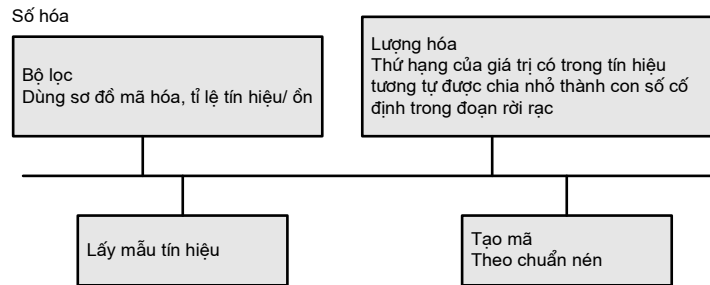 Số hóa
Bộ lọc
Dùng sơ đồ mã hóa, tỉ lệ tín hiệu/ ồn
Lượng hóa
Thứ hạng của giá trị có trong tín hiệu
tương tự được chia nhỏ thành con số cố
định trong đoạn rời rạc
Lấy mẫu tín hiệu
Tạo mã
Theo chuẩn nén